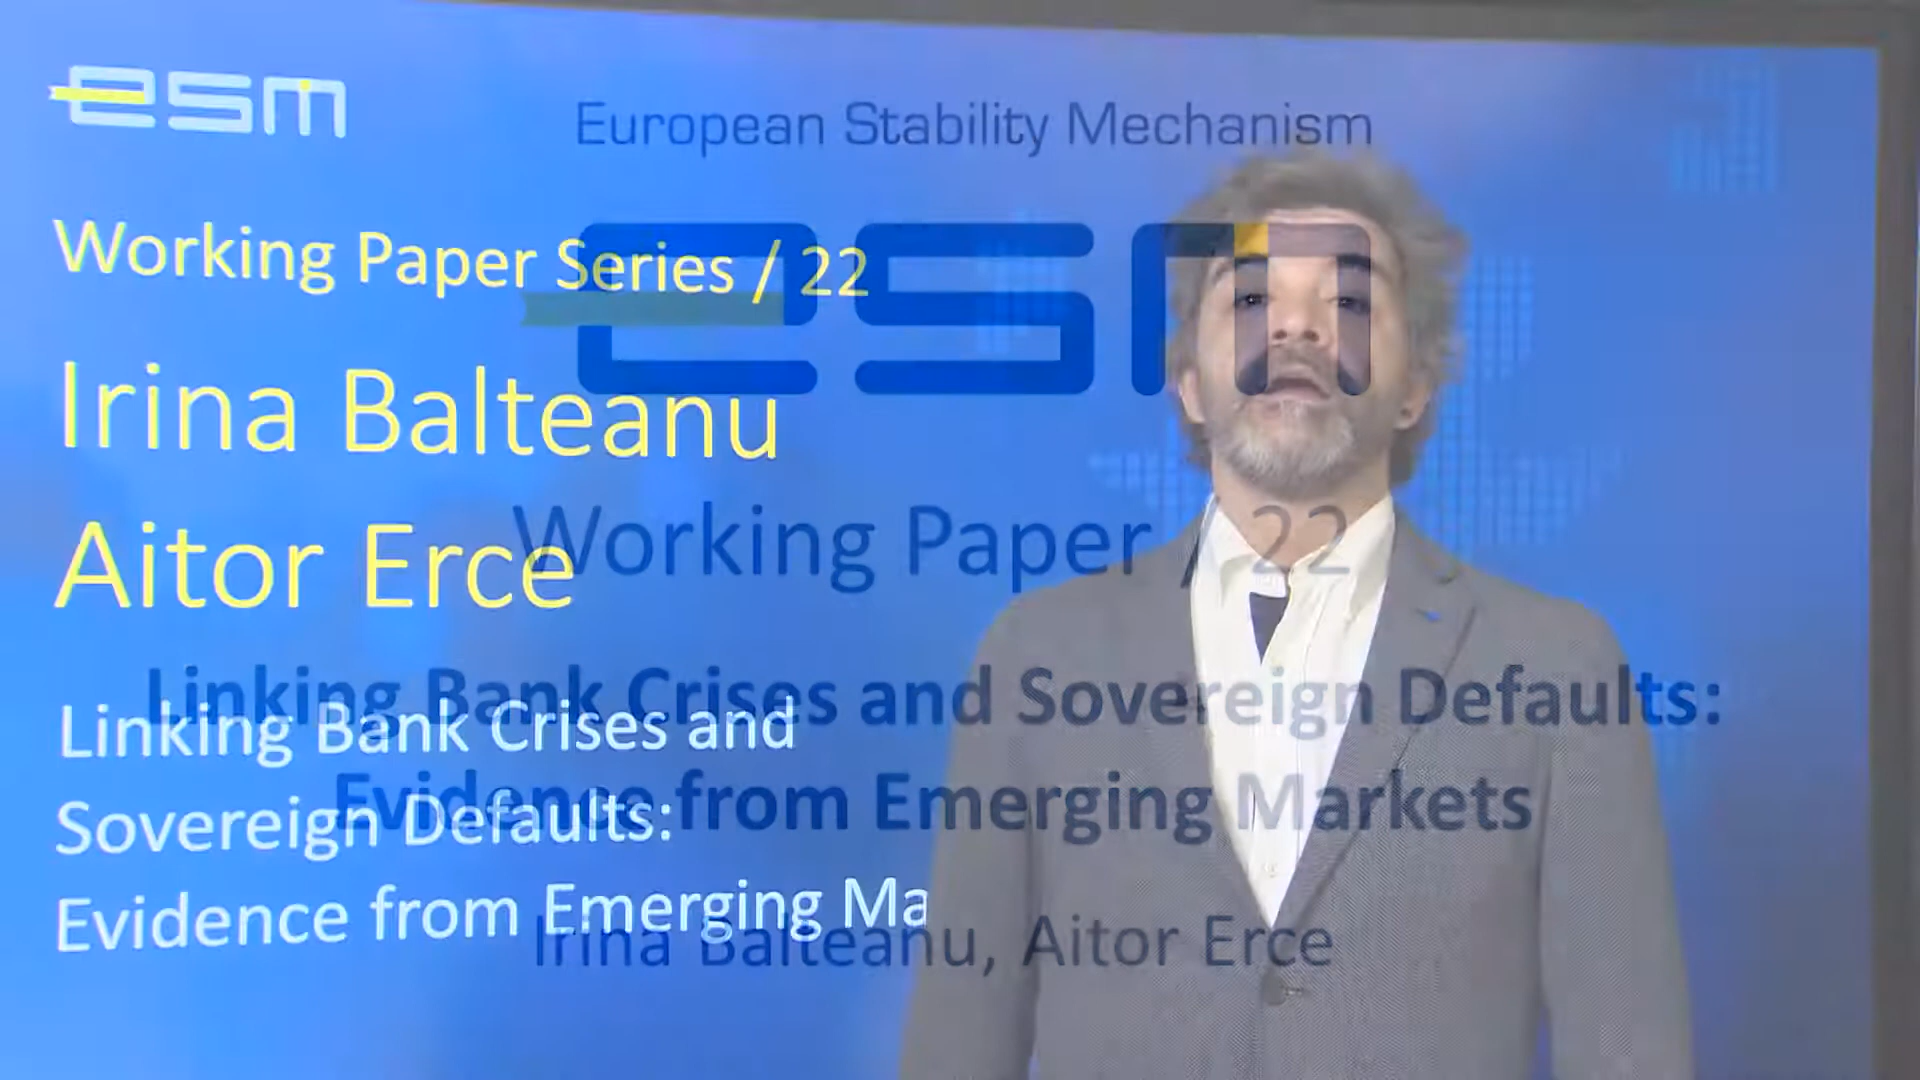 esm
Working Paper Series / 22
Irina Balteanu
Aitor Erce
Linking Bank Crises and
Sovereign Defaults:
Evidence from Emerging Ma
European Stability Mechanism
esm
Working Paper / 22
Linking Bank Crises and Sovereign Defaults:
Evidence from Emerging Markets
Irina Balteanu, Aitor Erce